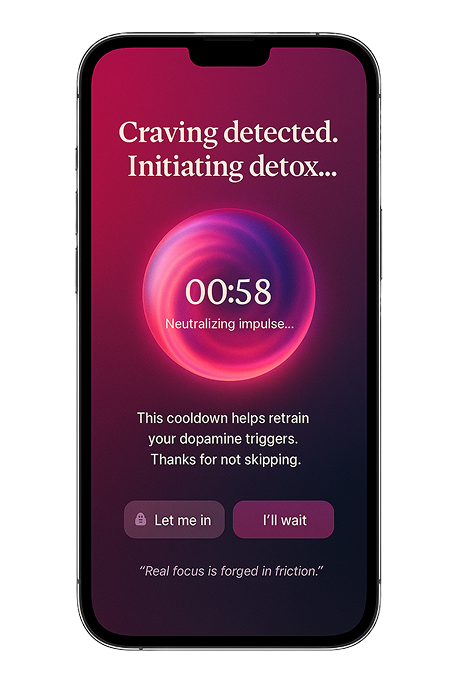 Craving detected.
Initiating detox...
00:58
Neutralizing impulse...
This cooldown helps retrain
your dopamine triggers.
Thanks for not skipping.
Let me in
I'll wait
“Real focus is forged in friction.”